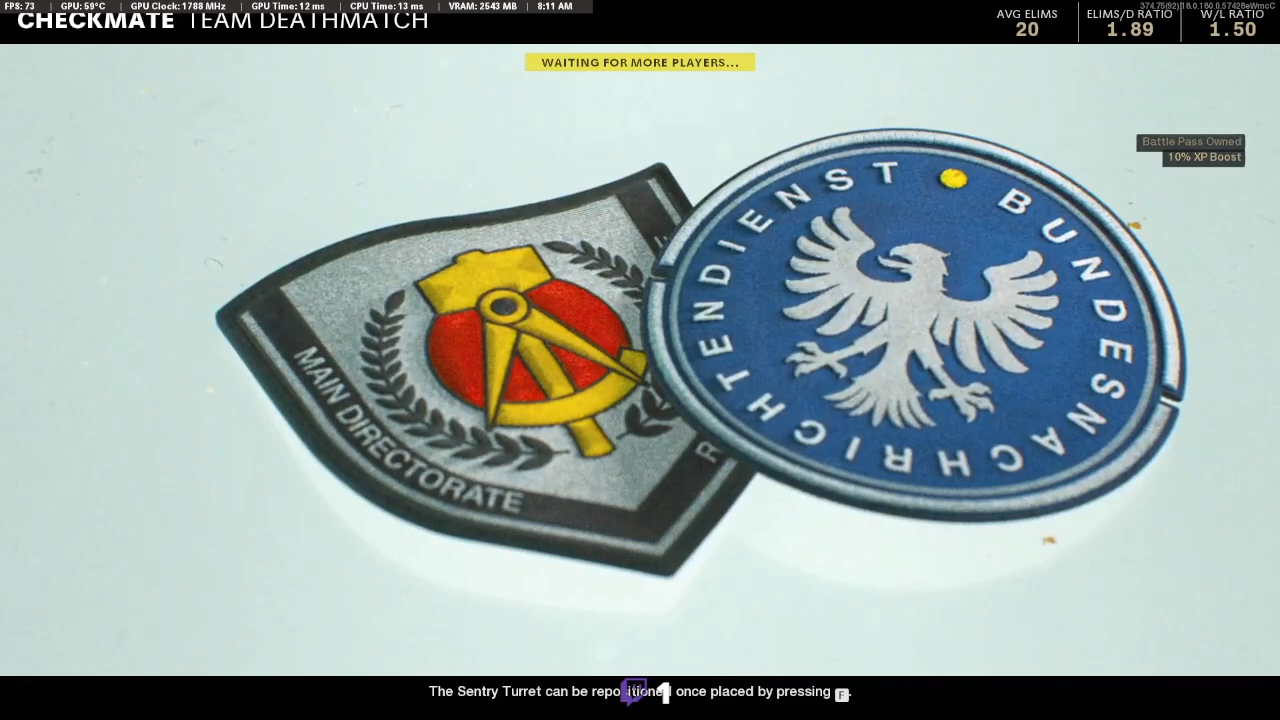 FPS: 73 | GPU: 59°C | GPU Clock: 1788 MHz | GPU Time: 12 ms | CPU Time: 13 ms | VRAM: 2543 MB | 8:11 AM
CHECKMATE TEAM DEATHMATCH
AVG ELIMS
20
ELIMS/D RATIO
1.89
W/L RATIO
1.50
WAITING FOR MORE PLAYERS...
Battle Pass Owned
10% XP Boost
MAIN DIRECTORATE
R
BUNDESNACHRICHTENDIENST
The Sentry Turret can be repositioned once placed by pressing F.
1